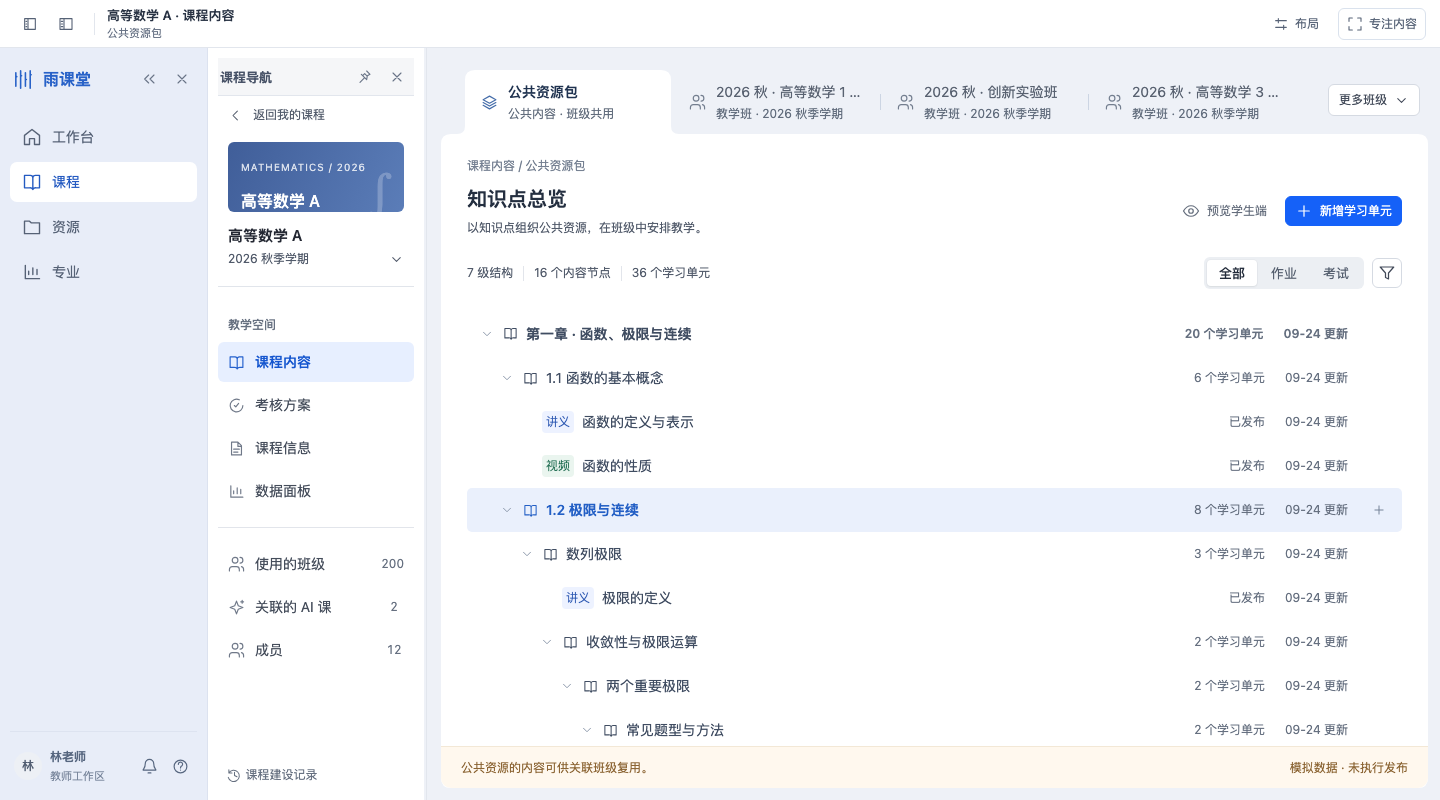 高等数学 A · 课程内容
公共资源包
布局
专注内容
雨课堂
工作台
课程
资源
专业
林
林老师
教师工作区
课程导航
返回我的课程
MATHEMATICS / 2026
高等数学 A
高等数学 A
2026 秋季学期
教学空间
课程内容
考核方案
课程信息
数据面板
使用的班级 200
关联的 AI 课 2
成员 12
课程建设记录
公共资源包
公共内容 · 班级共用
2026 秋 · 高等数学 1 ...
教学班 · 2026 秋季学期
2026 秋 · 创新实验班
教学班 · 2026 秋季学期
2026 秋 · 高等数学 3 ...
教学班 · 2026 秋季学期
更多班级
课程内容 / 公共资源包
知识点总览
以知识点组织公共资源，在班级中安排教学。
预览学生端
新增学习单元
7 级结构 16 个内容节点 36 个学习单元
全部 作业 考试
第一章 · 函数、极限与连续 20 个学习单元 09-24 更新
1.1 函数的基本概念 6 个学习单元 09-24 更新
讲义 函数的定义与表示 已发布 09-24 更新
视频 函数的性质 已发布 09-24 更新
1.2 极限与连续 8 个学习单元 09-24 更新
数列极限 3 个学习单元 09-24 更新
讲义 极限的定义 已发布 09-24 更新
收敛性与极限运算 2 个学习单元 09-24 更新
两个重要极限 2 个学习单元 09-24 更新
常见题型与方法 2 个学习单元 09-24 更新
公共资源的内容可供关联班级复用。
模拟数据 · 未执行发布